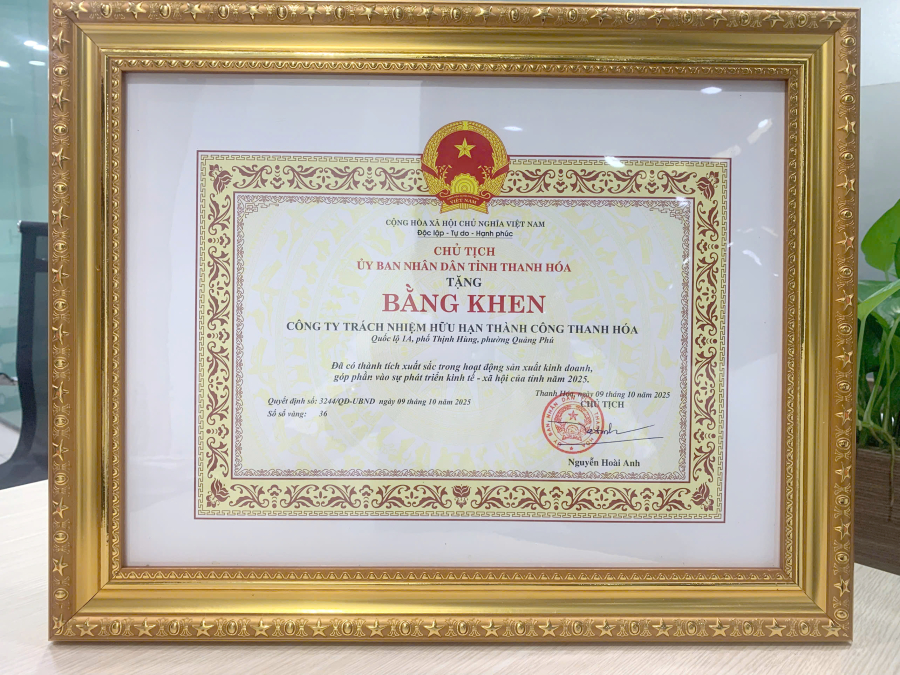 VIỆT NAM
CỘNG HÒA XÃ HỘI CHỦ NGHĨA VIỆT NAM
Độc lập - Tự do - Hạnh phúc
CHỦ TỊCH
ỦY BAN NHÂN DÂN TỈNH THANH HÓA
TẶNG
BẰNG KHEN
CÔNG TY TRÁCH NHIỆM HỮU HẠN THÀNH CÔNG THANH HÓA
Quốc lộ 1A, phố Thịnh Hùng, phường Quảng Phú
Đã có thành tích xuất sắc trong hoạt động sản xuất kinh doanh,
góp phần vào sự phát triển kinh tế - xã hội của tỉnh năm 2025.
Thanh Hóa, ngày 09 tháng 10 năm 2025
Quyết định số: 3244/QĐ-UBND ngày 09 tháng 10 năm 2025
CHỦ TỊCH
Số sổ vàng: 36
Nguyễn Hoài Anh